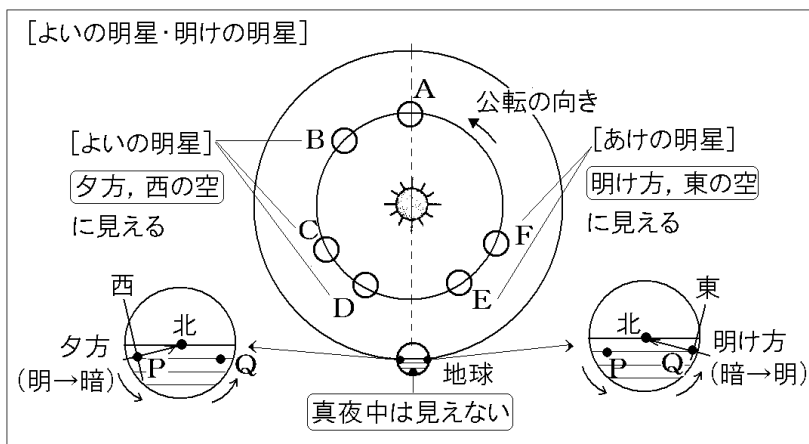 [よいの明星・明けの明星]
A
公転の向き
B
[よいの明星]
夕方, 西の空
に見える
[あけの明星]
明け方, 東の空
に見える
C
F
D
E
西
北
夕方
(明→暗)
P
Q
地球
真夜中は見えない
東
北
明け方
(暗→明)
P
Q